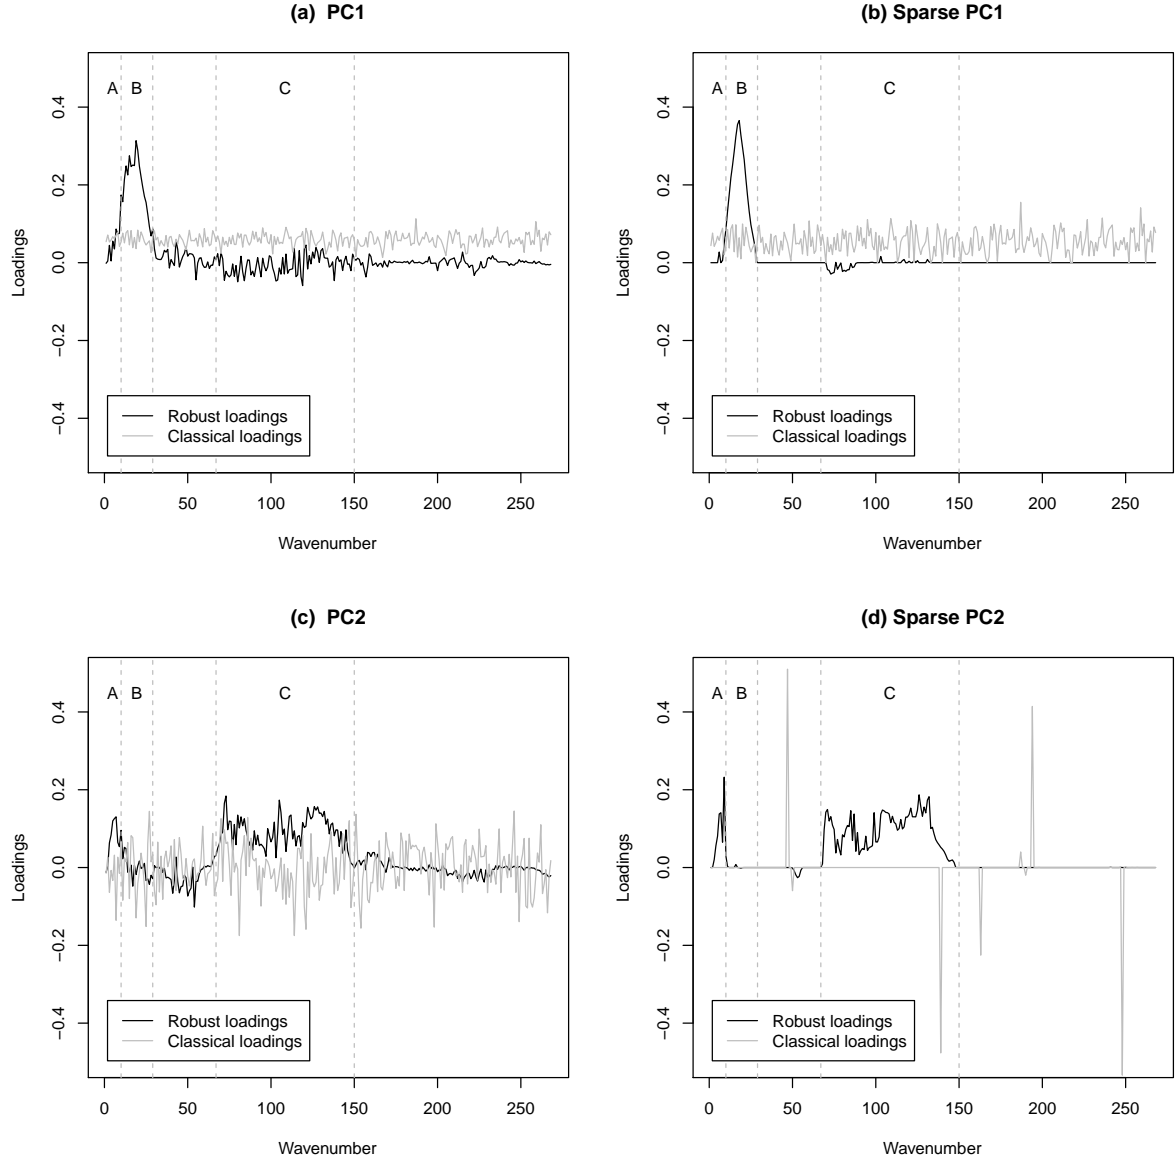 (a)  PC1
A B C
Loadings
0.4
0.2
0.0
−0.2
−0.4
Robust loadings
Classical loadings
0 50 100 150 200 250
Wavenumber
(b) Sparse PC1
A B C
Loadings
0.4
0.2
0.0
−0.2
−0.4
Robust loadings
Classical loadings
0 50 100 150 200 250
Wavenumber
(c)  PC2
A B C
Loadings
0.4
0.2
0.0
−0.2
−0.4
Robust loadings
Classical loadings
0 50 100 150 200 250
Wavenumber
(d) Sparse PC2
A B C
Loadings
0.4
0.2
0.0
−0.2
−0.4
Robust loadings
Classical loadings
0 50 100 150 200 250
Wavenumber